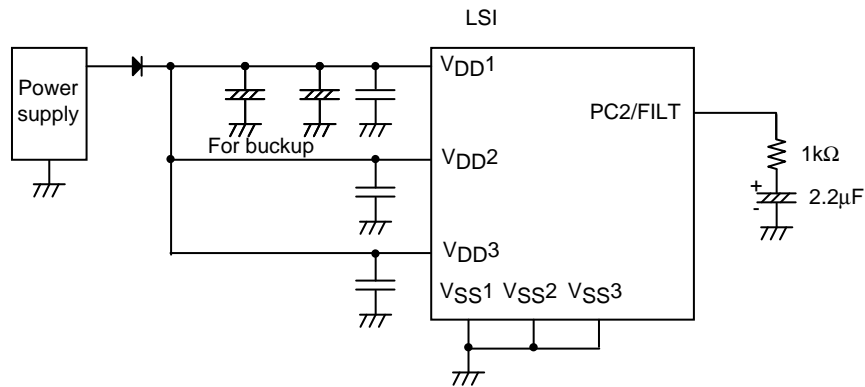 LSI
Power
supply
VDD1
PC2/FILT
For buckup
VDD2
1kΩ
+
-
2.2μF
VDD3
VSS1 VSS2 VSS3